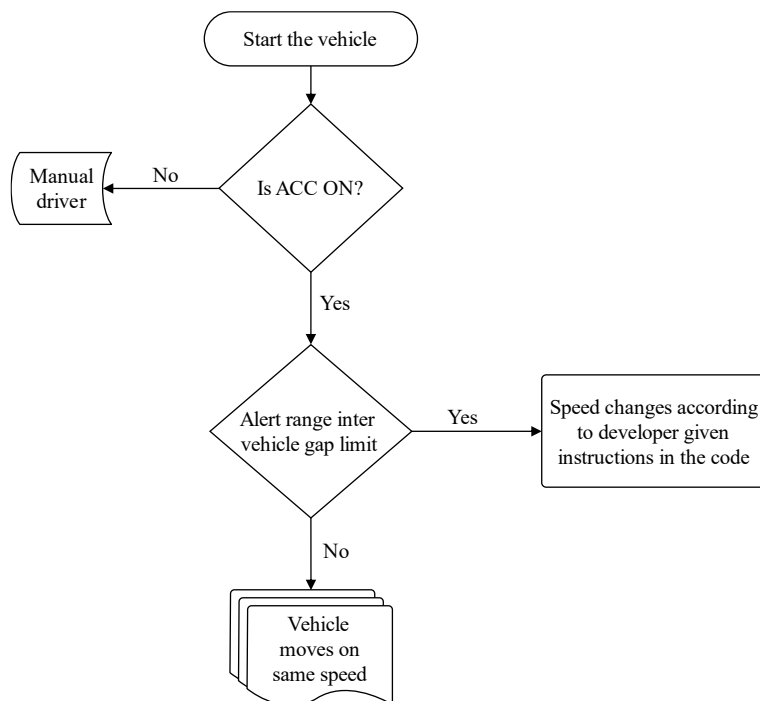 Start the vehicle
Is ACC ON?
No
Manual
driver
Yes
Alert range inter
vehicle gap limit
Yes
Speed changes according
to developer given
instructions in the code
No
Vehicle
moves on
same speed